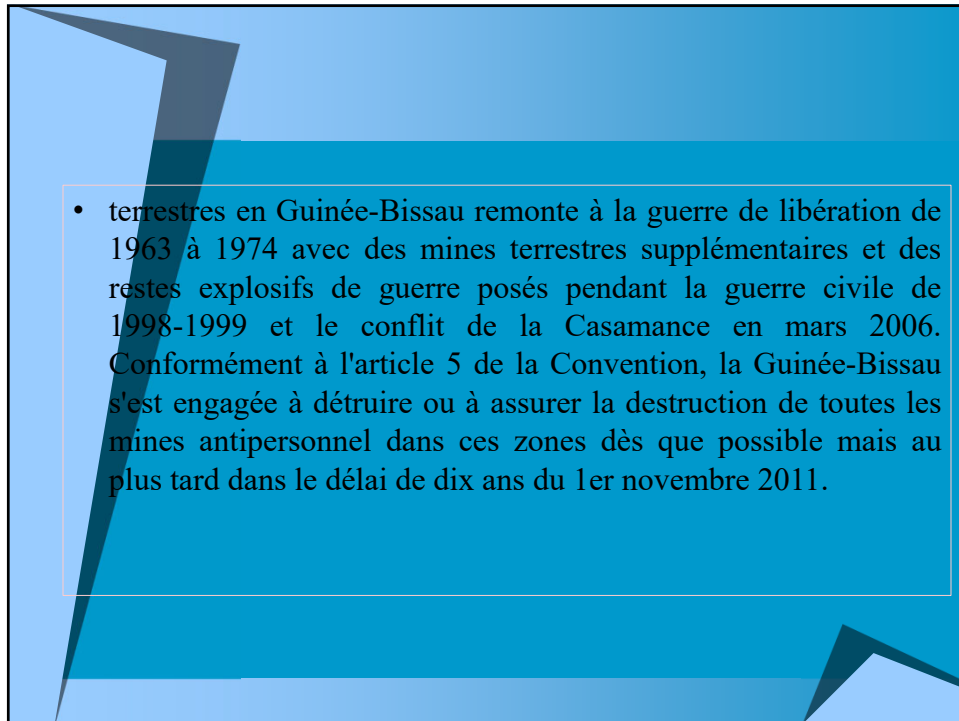 • terrestres en Guinée-Bissau remonte à la guerre de libération de
1963 à 1974 avec des mines terrestres supplémentaires et des
restes explosifs de guerre posés pendant la guerre civile de
1998-1999 et le conflit de la Casamance en mars 2006.
Conformément à l'article 5 de la Convention, la Guinée-Bissau
s'est engagée à détruire ou à assurer la destruction de toutes les
mines antipersonnel dans ces zones dès que possible mais au
plus tard dans le délai de dix ans du 1er novembre 2011.